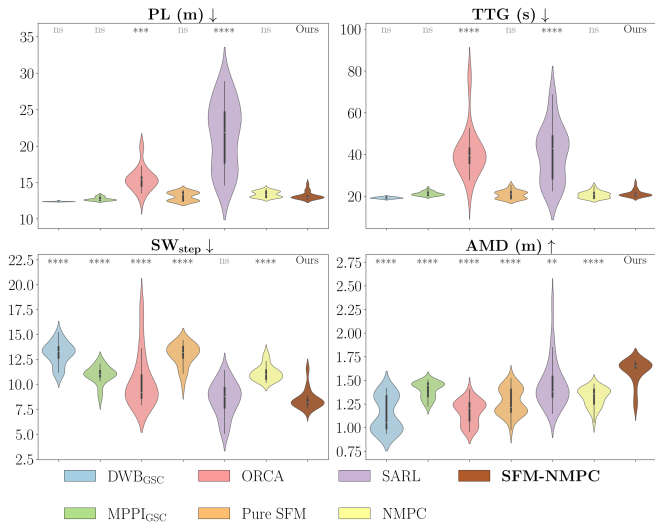 PL (m) ↓
ns ns *** ns **** ns Ours
35
30
25
20
15
10
TTG (s) ↓
ns ns **** ns **** ns Ours
100
80
60
40
20
SWstep ↓
**** **** **** **** ns **** Ours
22.5
20.0
17.5
15.0
12.5
10.0
7.5
5.0
2.5
AMD (m) ↑
**** **** **** **** ** **** Ours
2.75
2.50
2.25
2.00
1.75
1.50
1.25
1.00
0.75
DWBGSC ORCA SARL SFM-NMPC
MPPIGSC Pure SFM NMPC